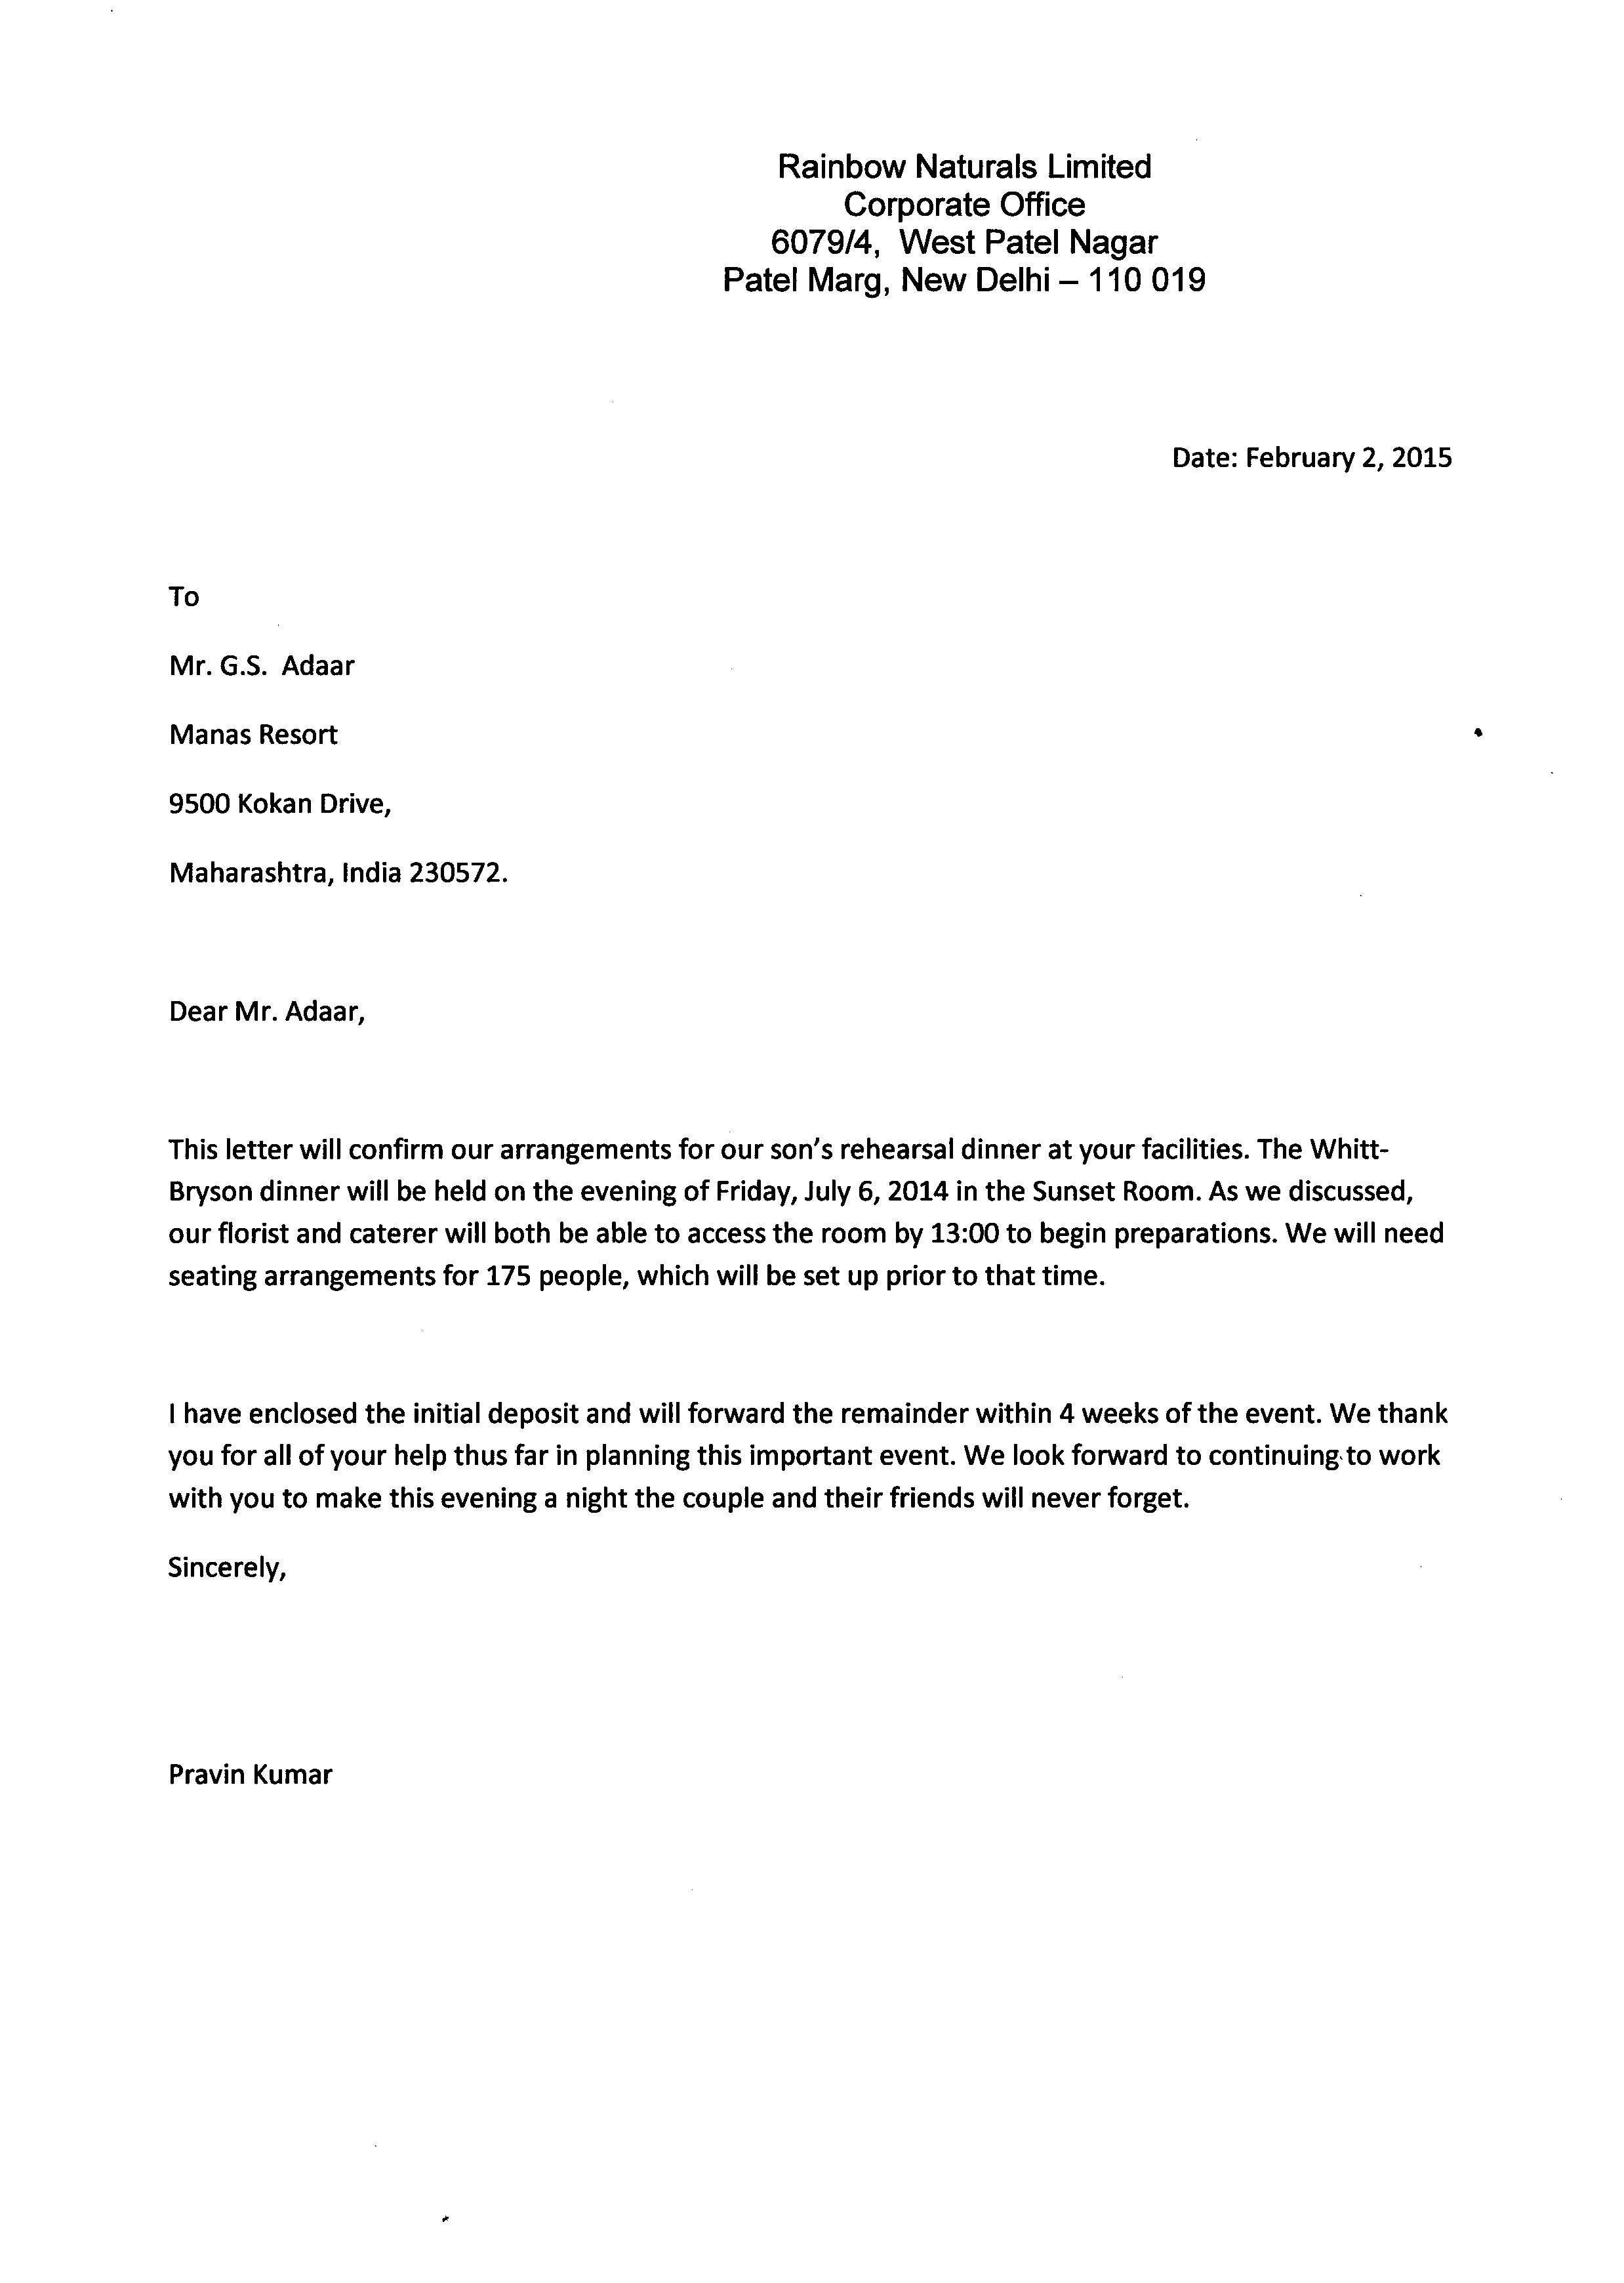 Rainbow Naturals Limited
Corporate Office
6079/4, West Patel Nagar
Patel Marg, New Delhi – 110 019
Date: February 2, 2015
To
Mr. G.S. Adaar
Manas Resort
9500 Kokan Drive,
Maharashtra, India 230572.
Dear Mr. Adaar,
This letter will confirm our arrangements for our son's rehearsal dinner at your facilities. The Whitt-
Bryson dinner will be held on the evening of Friday, July 6, 2014 in the Sunset Room. As we discussed,
our florist and caterer will both be able to access the room by 13:00 to begin preparations. We will need
seating arrangements for 175 people, which will be set up prior to that time.
I have enclosed the initial deposit and will forward the remainder within 4 weeks of the event. We thank
you for all of your help thus far in planning this important event. We look forward to continuing to work
with you to make this evening a night the couple and their friends will never forget.
Sincerely,
Pravin Kumar